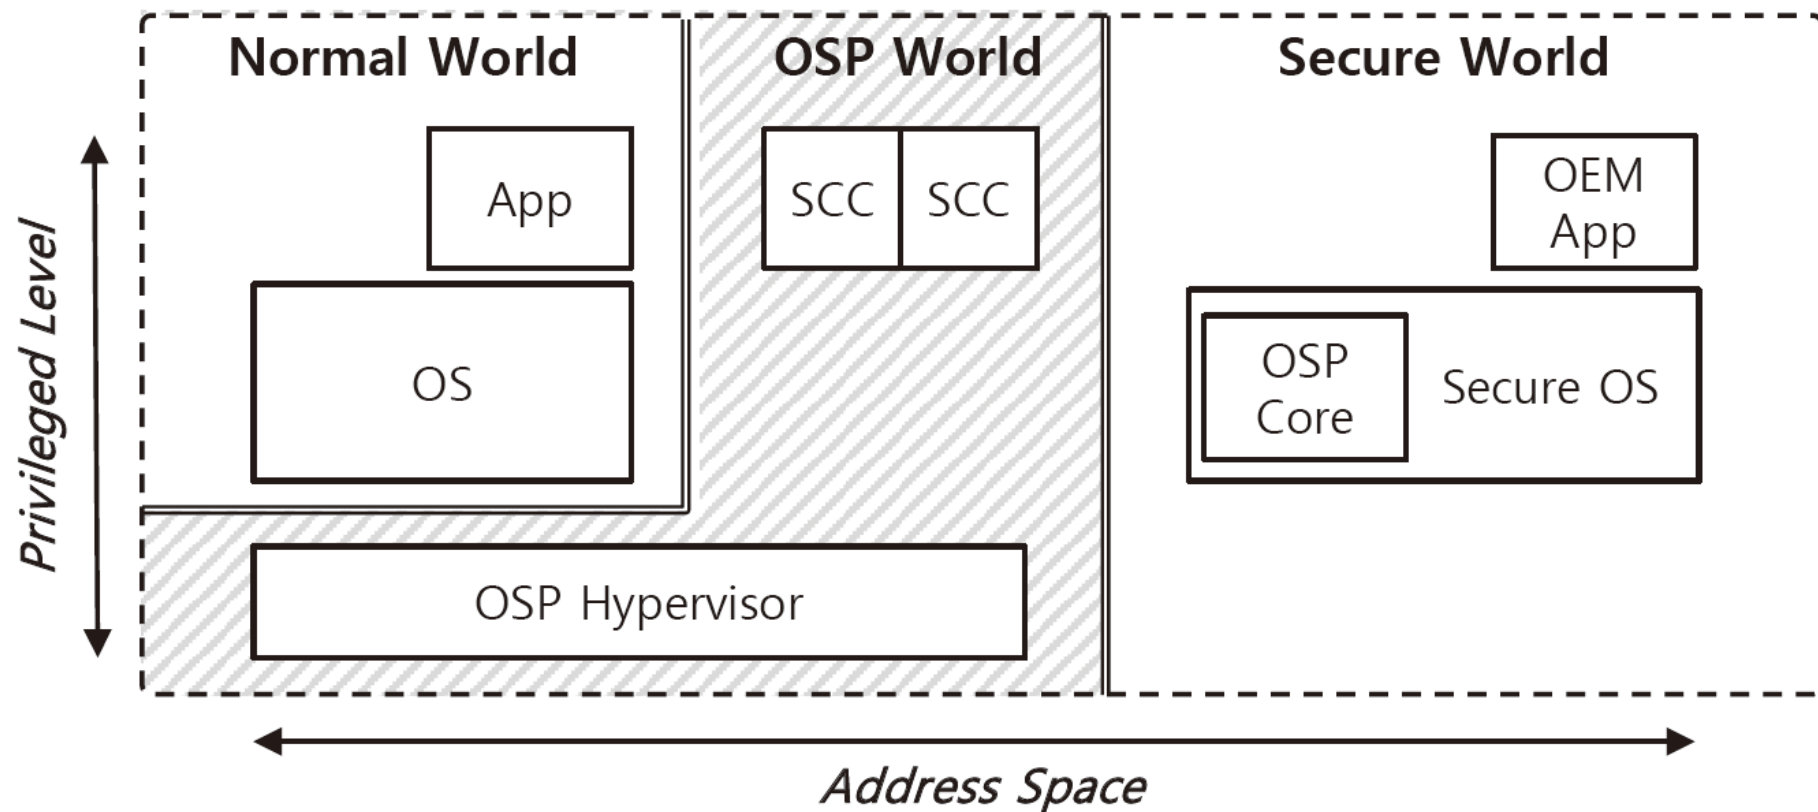 Normal World
OSP World
Secure World
App
SCC
SCC
OEM
App
OS
OSP
Core
Secure OS
OSP Hypervisor
Privileged Level
Address Space